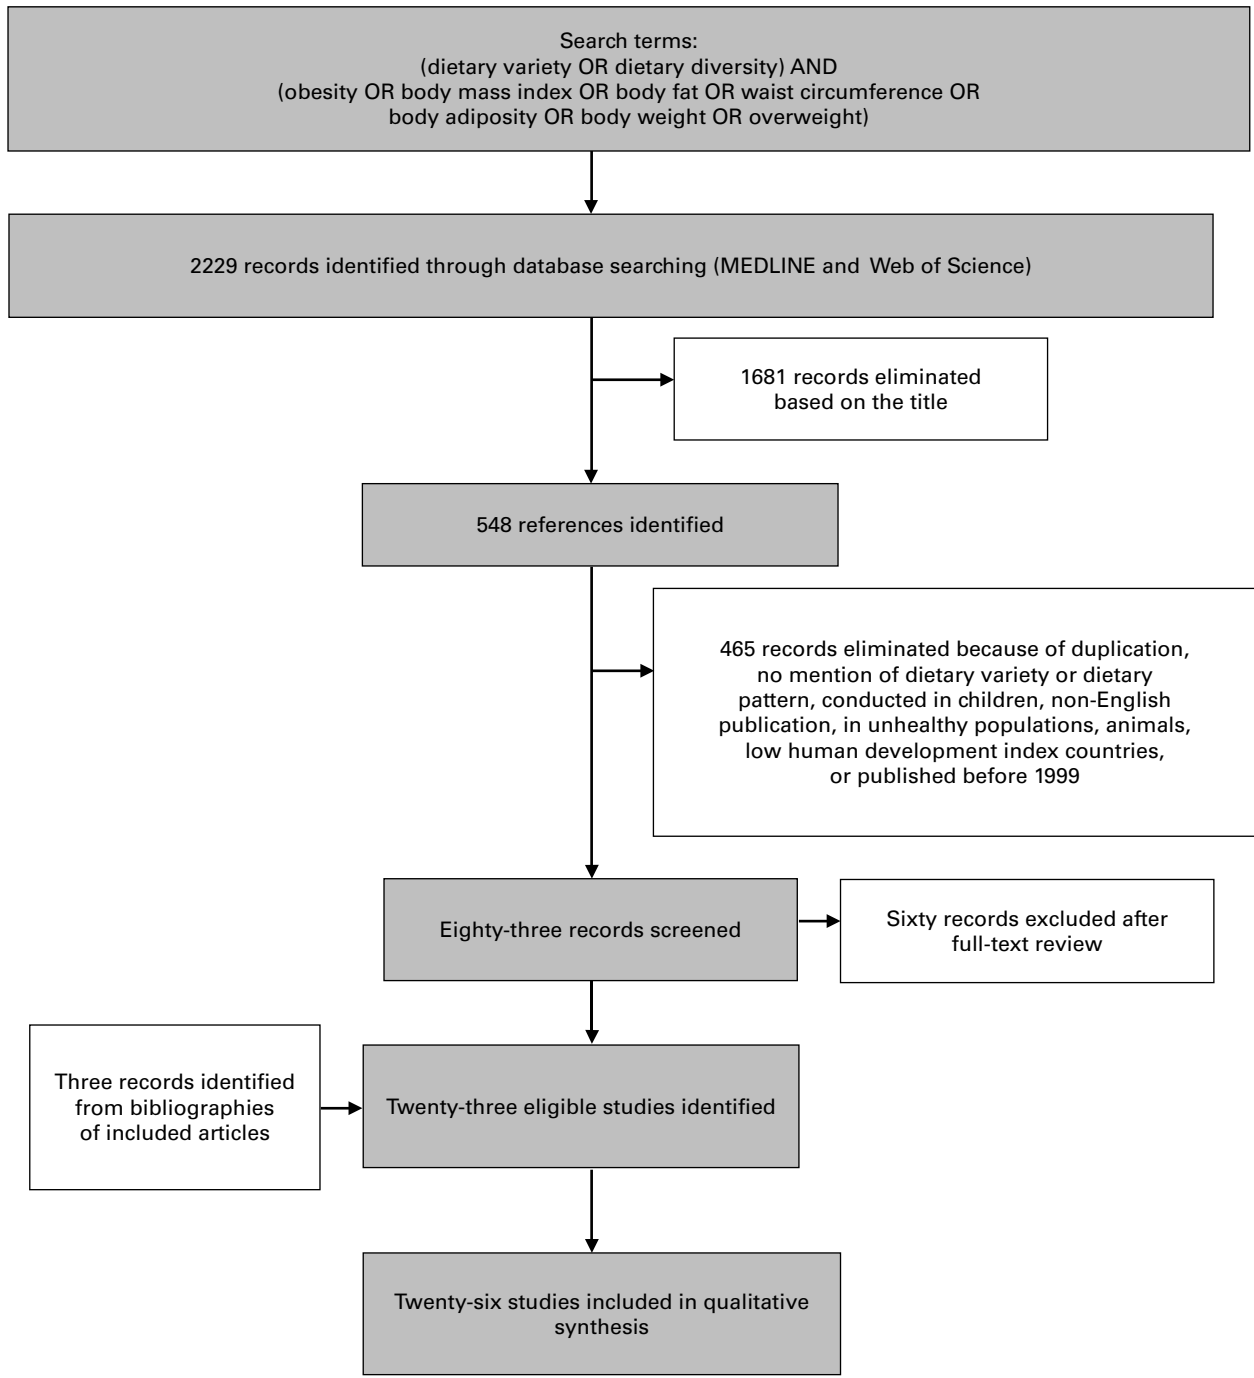 Search terms:
(dietary variety OR dietary diversity) AND
(obesity OR body mass index OR body fat OR waist circumference OR
body adiposity OR body weight OR overweight)
2229 records identified through database searching (MEDLINE and Web of Science)
1681 records eliminated
based on the title
548 references identified
465 records eliminated because of duplication,
no mention of dietary variety or dietary
pattern, conducted in children, non-English
publication, in unhealthy populations, animals,
low human development index countries,
or published before 1999
Eighty-three records screened
Sixty records excluded after
full-text review
Three records identified
from bibliographies
of included articles
Twenty-three eligible studies identified
Twenty-six studies included in qualitative
synthesis